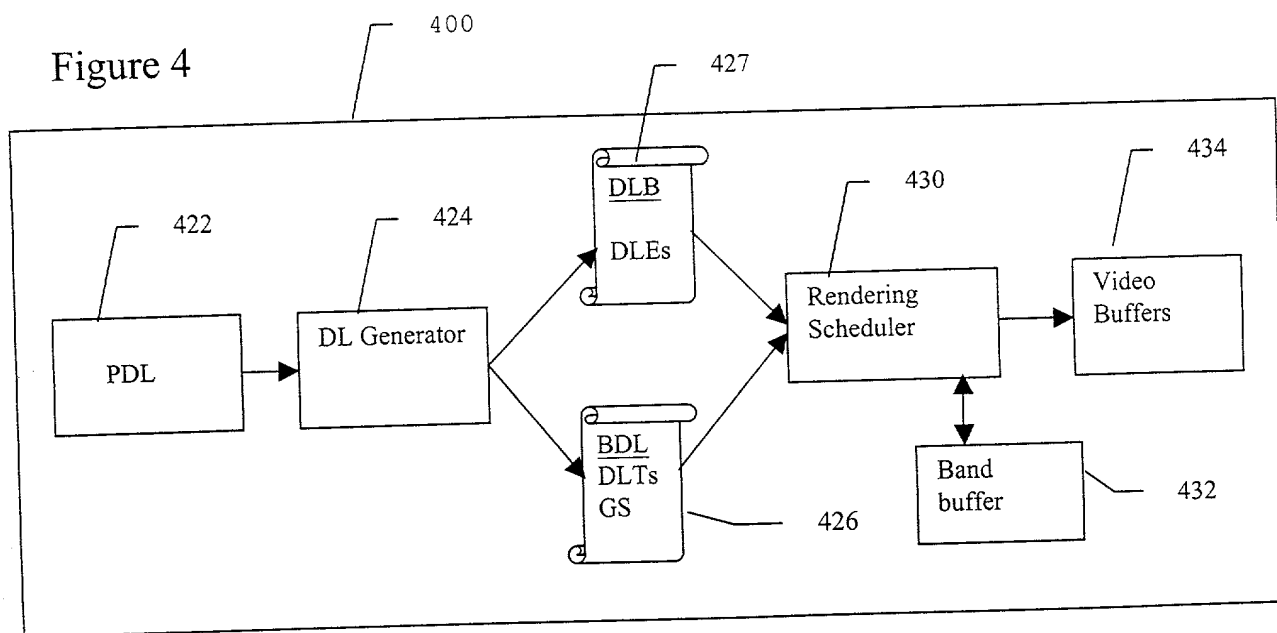 400
Figure 4
427
434
DLB
430
422
424
DLEs
Rendering
Scheduler
Video
Buffers
DL Generator
PDL
BDL
DLTs
GS
Band
buffer
432
426